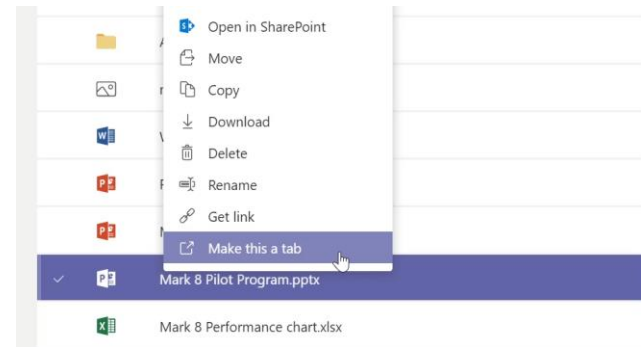 Open in SharePoint
Move
Copy
Download
Delete
Rename
Get link
Make this a tab
Mark 8 Pilot Program.pptx
Mark 8 Performance chart.xlsx